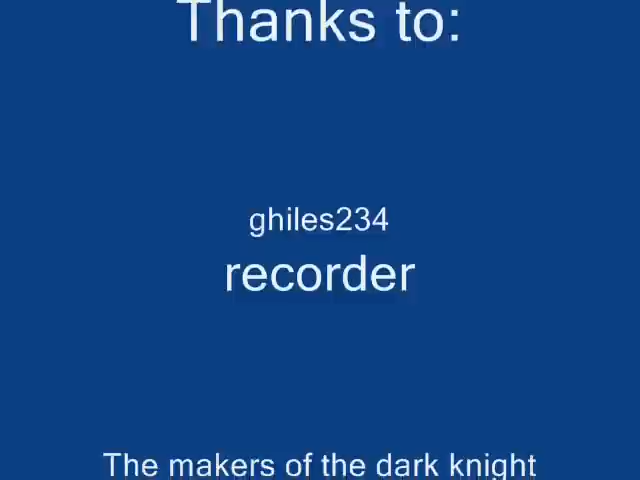 Thanks to:
ghiles234
recorder
The makers of the dark knight